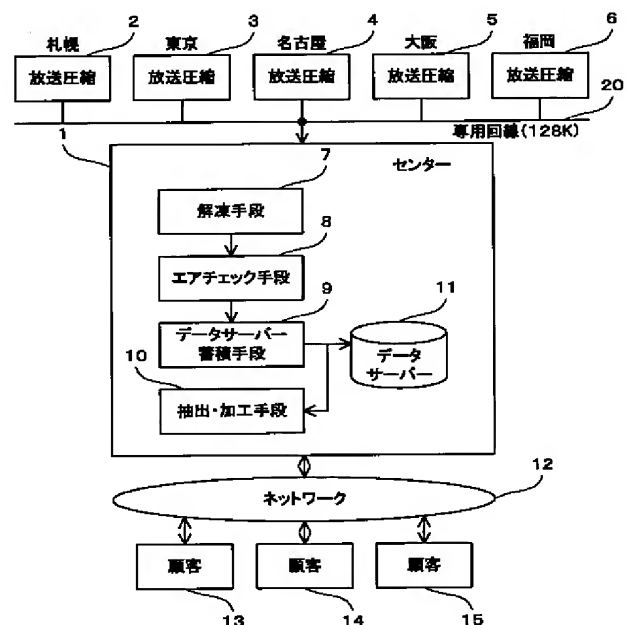 2 3 4 5 6
札幌 東京 名古屋 大阪 福岡
放送圧縮 放送圧縮 放送圧縮 放送圧縮 放送圧縮
20
専用回線(128K)
1
センター
7
解凍手段
8
エアチェック手段
9
11
データサーバー
蓄積手段
データ
サーバー
10
抽出・加工手段
12
ネットワーク
顧客 顧客 顧客
13 14 15